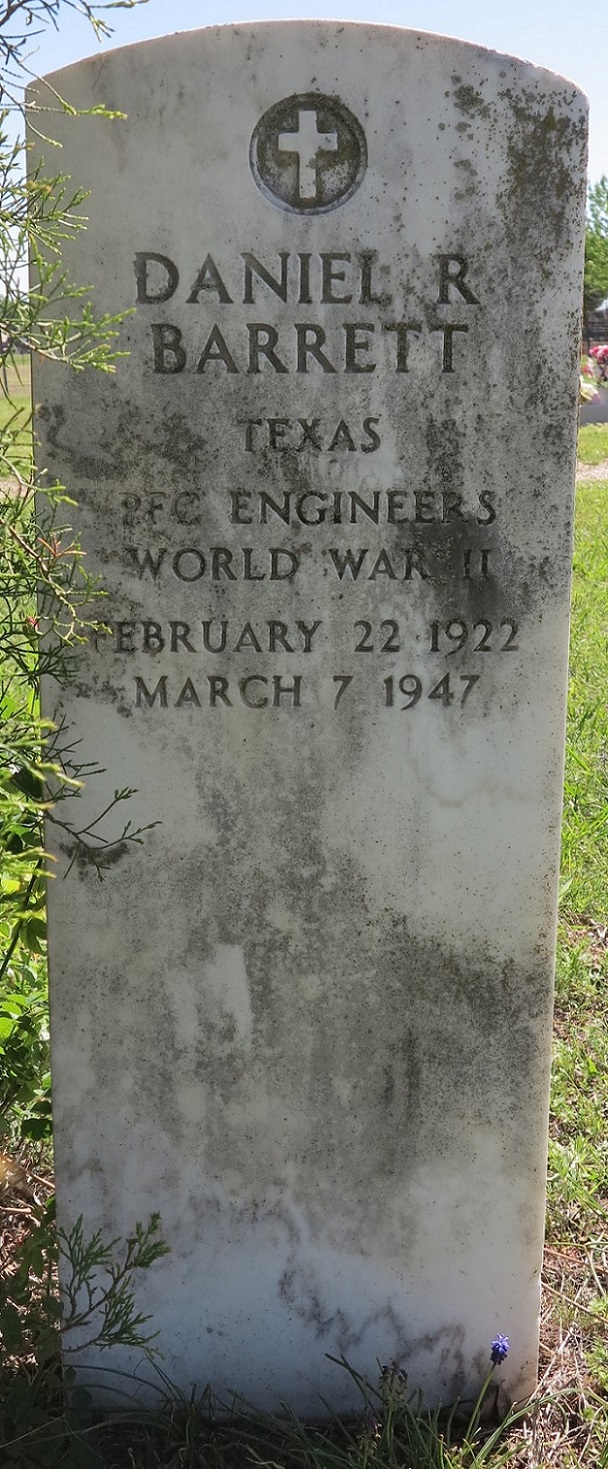 DANIEL R
BARRETT
TEXAS
PFC ENGINEERS
WORLD WAR II
FEBRUARY 22 1922
MARCH 7 1947